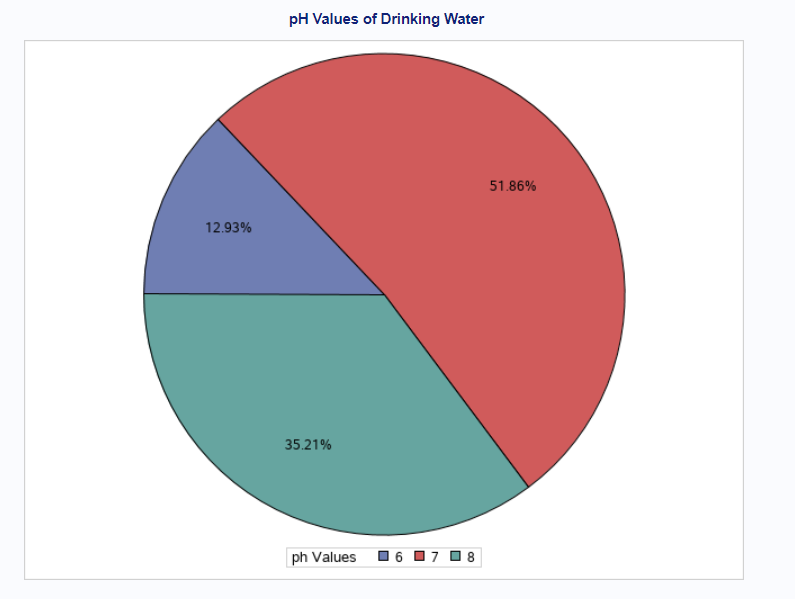 pH Values of Drinking Water
51.86%
12.93%
35.21%
ph Values 6 7 8